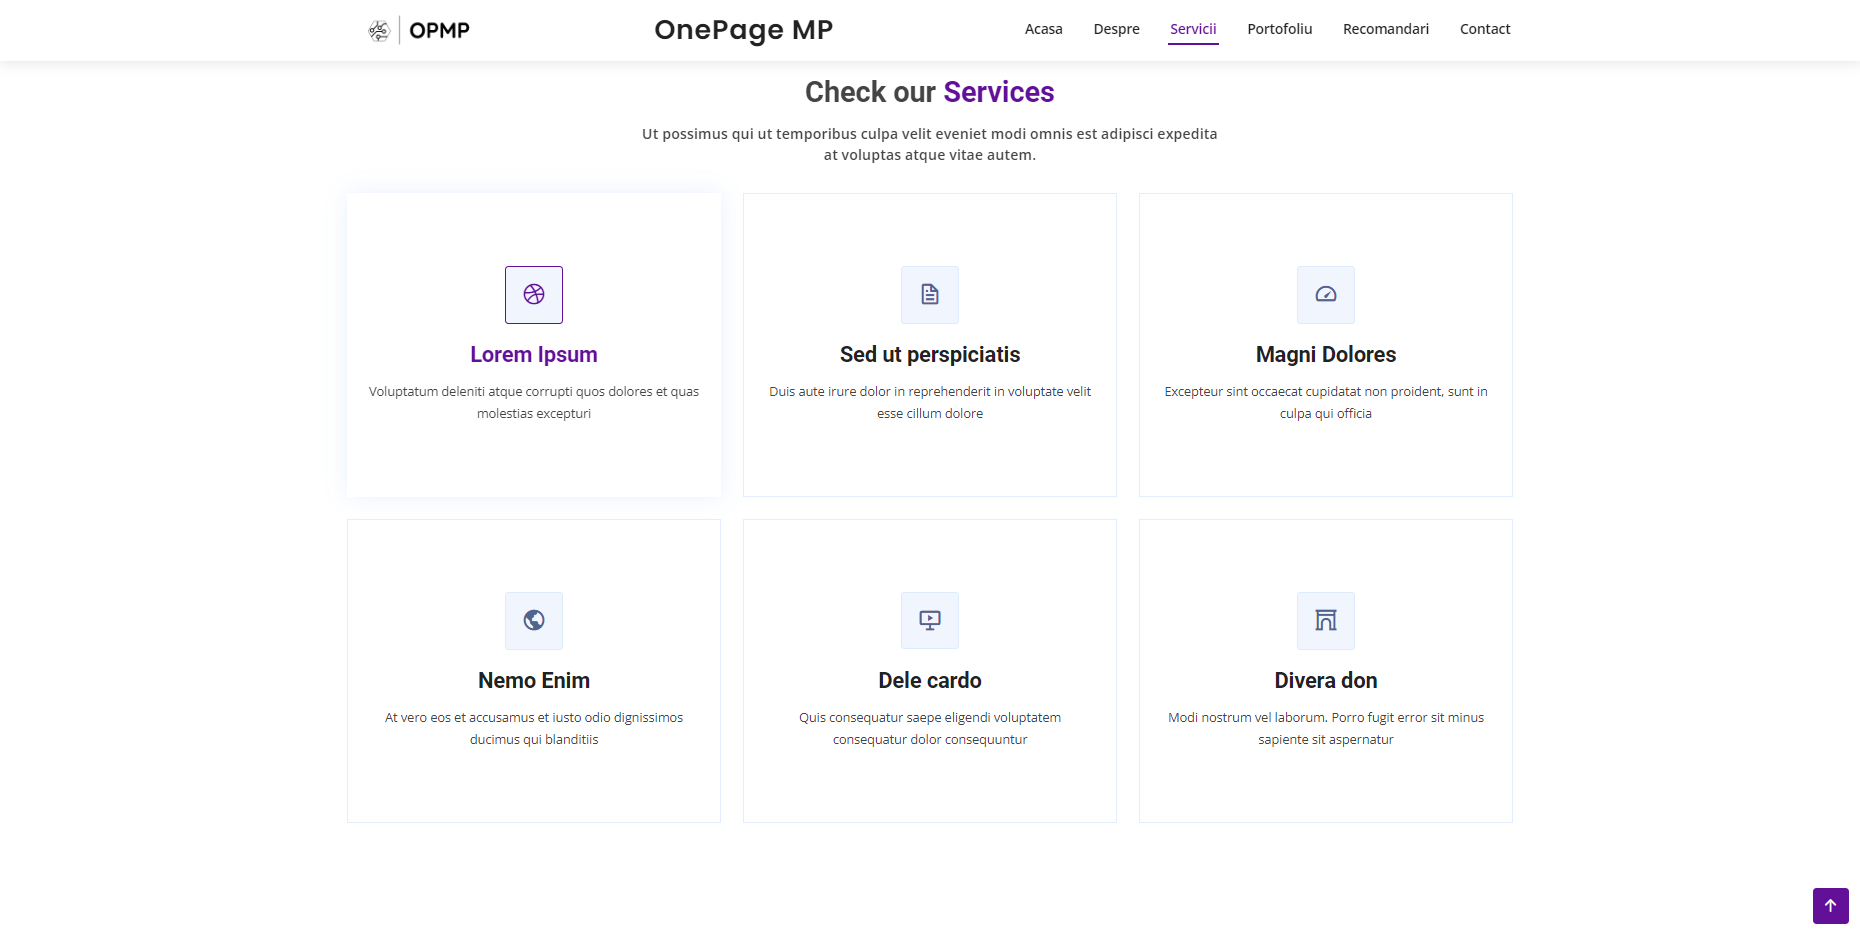 OPMP
OnePage MP
Acasa
Despre
Servicii
Portofoliu
Recomandari
Contact
Check our Services
Ut possimus qui ut temporibus culpa velit eveniet modi omnis est adipisci expedita
at voluptas atque vitae autem.
Lorem Ipsum
Voluptatum deleniti atque corrupti quos dolores et quas
molestias excepturi
Sed ut perspiciatis
Duis aute irure dolor in reprehenderit in voluptate velit
esse cillum dolore
Magni Dolores
Excepteur sint occaecat cupidatat non proident, sunt in
culpa qui officia
Nemo Enim
At vero eos et accusamus et iusto odio dignissimos
ducimus qui blanditiis
Dele cardo
Quis consequatur saepe eligendi voluptatem
consequatur dolor consequuntur
Divera don
Modi nostrum vel laborum. Porro fugit error sit minus
sapiente sit aspernatur